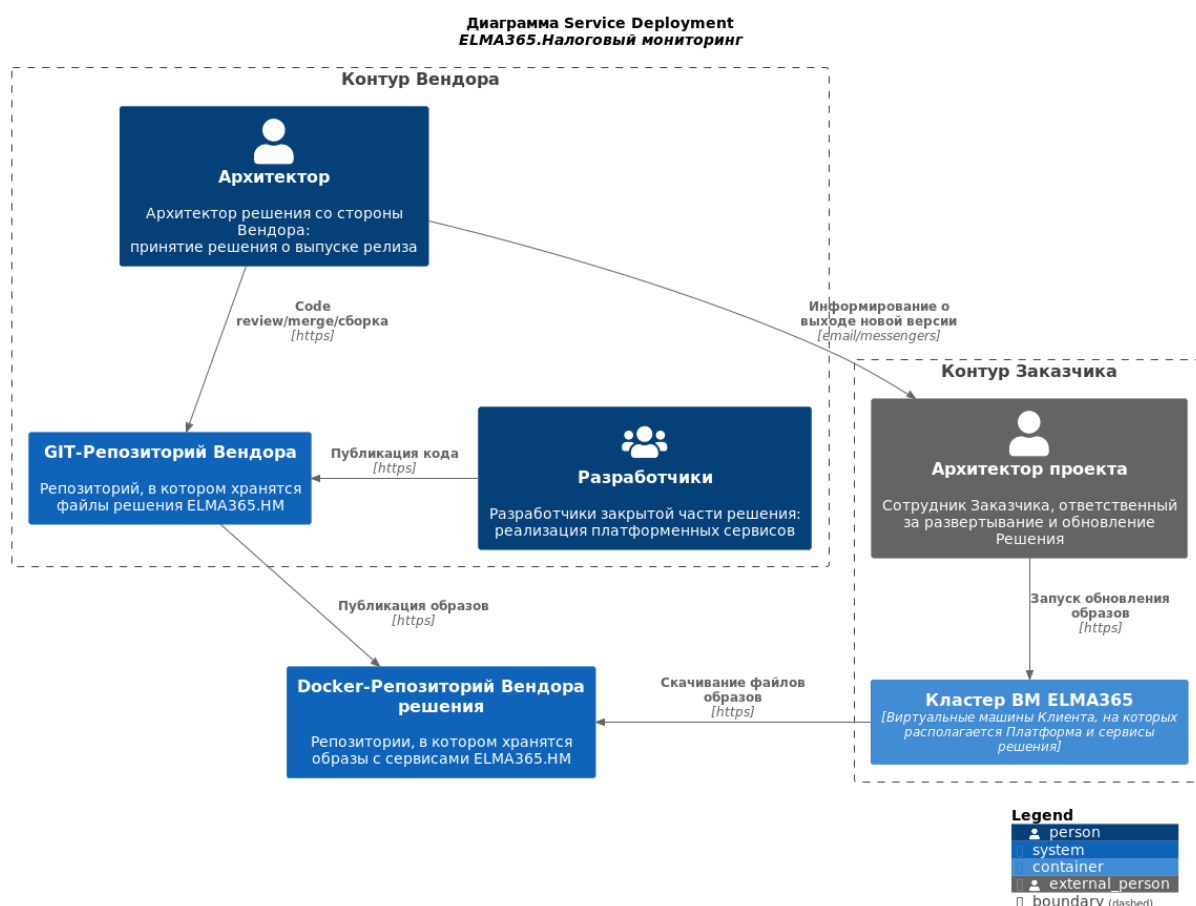 Диаграмма Service Deployment
ELMA365.Налоговый мониторинг
Контур Вендора
Архитектор
Архитектор решения со стороны
Вендора:
принятие решения о выпуске релиза
Code
review/merge/сборка
[https]
Информирование о
выходе новой версии
[email/messengers]
Контур Заказчика
GIT-Репозиторий Вендора
Репозиторий, в котором хранятся
файлы решения ELMA365.НМ
Публикация кода
[https]
Разработчики
Разработчики закрытой части решения:
реализация платформенных сервисов
Архитектор проекта
Сотрудник Заказчика, ответственный
за развертывание и обновление
Решения
Публикация образов
[https]
Запуск обновления
образов
[https]
Docker-Репозиторий Вендора
решения
Репозитории, в котором хранятся
образы с сервисами ELMA365.НМ
Скачивание файлов
образов
[https]
Кластер ВМ ELMA365
[Виртуальные машины Клиента, на которых
располагается Платформа и сервисы
решения]
Legend
person
system
container
external_person
boundary (dashed)